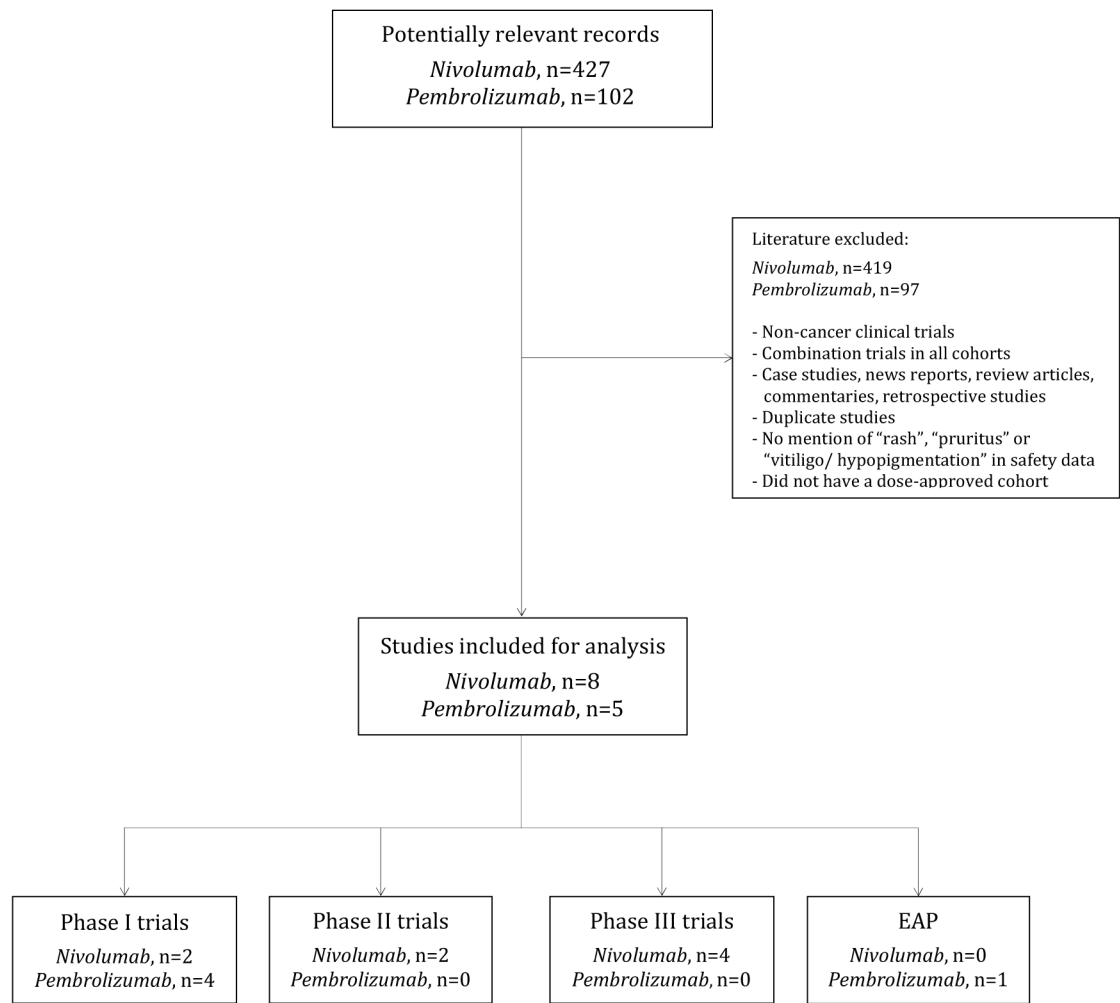 Potentially relevant records
Nivolumab, n=427
Pembrolizumab, n=102
Literature excluded:
Nivolumab, n=419
Pembrolizumab, n=97
- Non-cancer clinical trials
- Combination trials in all cohorts
- Case studies, news reports, review articles,
commentaries, retrospective studies
- Duplicate studies
- No mention of “rash”, “pruritus” or
“vitiligo/ hypopigmentation” in safety data
- Did not have a dose-approved cohort
Studies included for analysis
Nivolumab, n=8
Pembrolizumab, n=5
Phase I trials
Nivolumab, n=2
Pembrolizumab, n=4
Phase II trials
Nivolumab, n=2
Pembrolizumab, n=0
Phase III trials
Nivolumab, n=4
Pembrolizumab, n=0
EAP
Nivolumab, n=0
Pembrolizumab, n=1